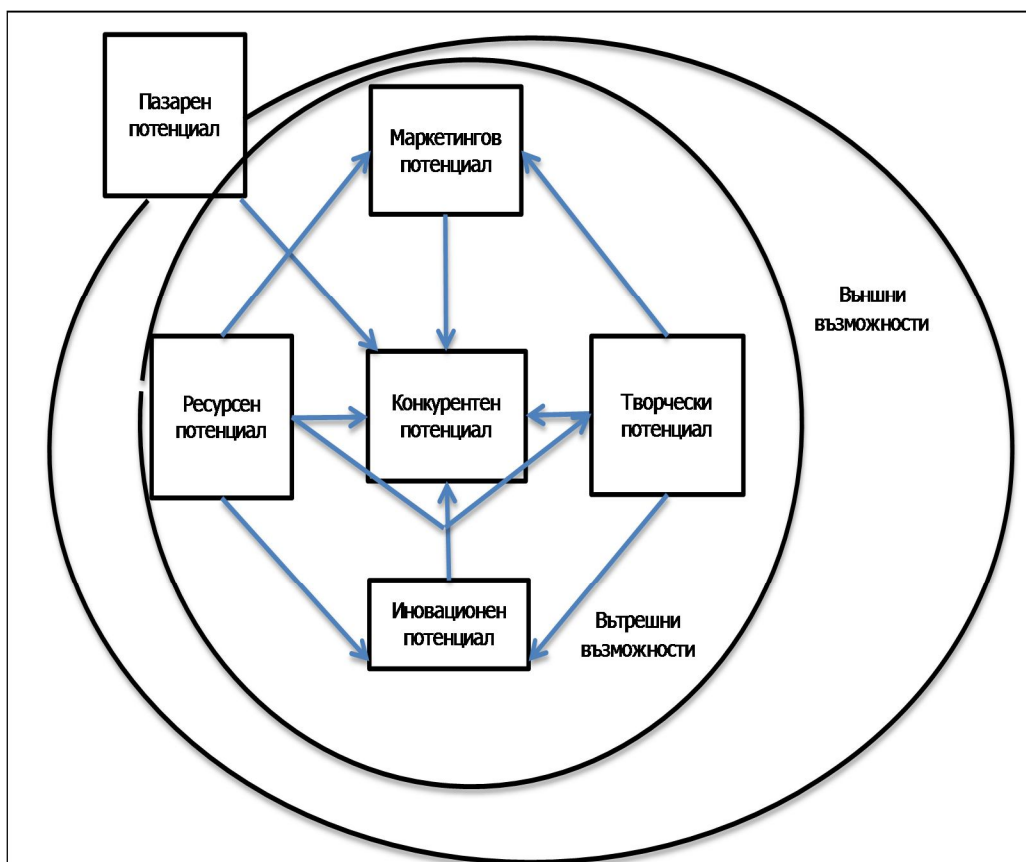 Пазарен
потенциал
Маркетингов
потенциал
Външни
възможности
Ресурсен
потенциал
Конкурентен
потенциал
Творчески
потенциал
Иновационен
потенциал
Вътрешни
възможности